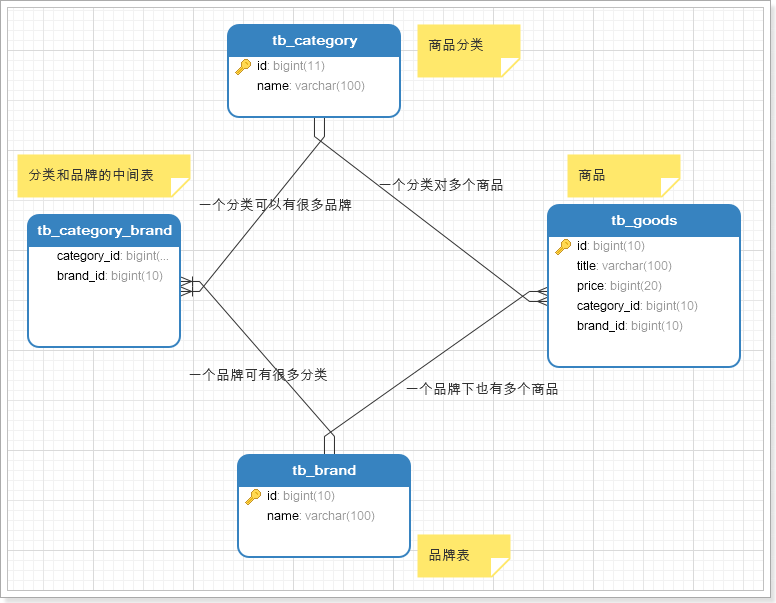 tb_category
id: bigint(11)
name: varchar(100)
商品分类
分类和品牌的中间表
一个分类对多个商品
商品
一个分类可以有很多品牌
tb_category_brand
category_id: bigint(...
brand_id: bigint(10)
tb_goods
id: bigint(10)
title: varchar(100)
price: bigint(20)
category_id: bigint(10)
brand_id: bigint(10)
一个品牌可有很多分类
一个品牌下也有多个商品
tb_brand
id: bigint(10)
name: varchar(100)
品牌表